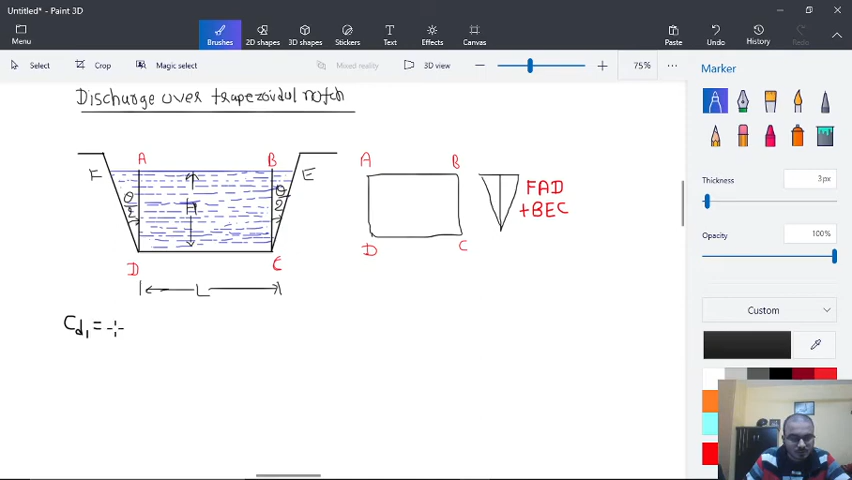 Untitled* - Paint 3D
Menu
Brushes
2D shapes
3D shapes
Stickers
Text
Effects
Canvas
Paste
Undo
History
Redo
Select
Crop
Magic select
Mixed reality
3D view
75%
Discharge over trapezoidal notch
Marker
Thickness
3px
Opacity
100%
Custom
A
B
F
E
θ/2
H
θ/2
D
C
L
A
B
D
C
FAD
+BEC
Cd₁ =